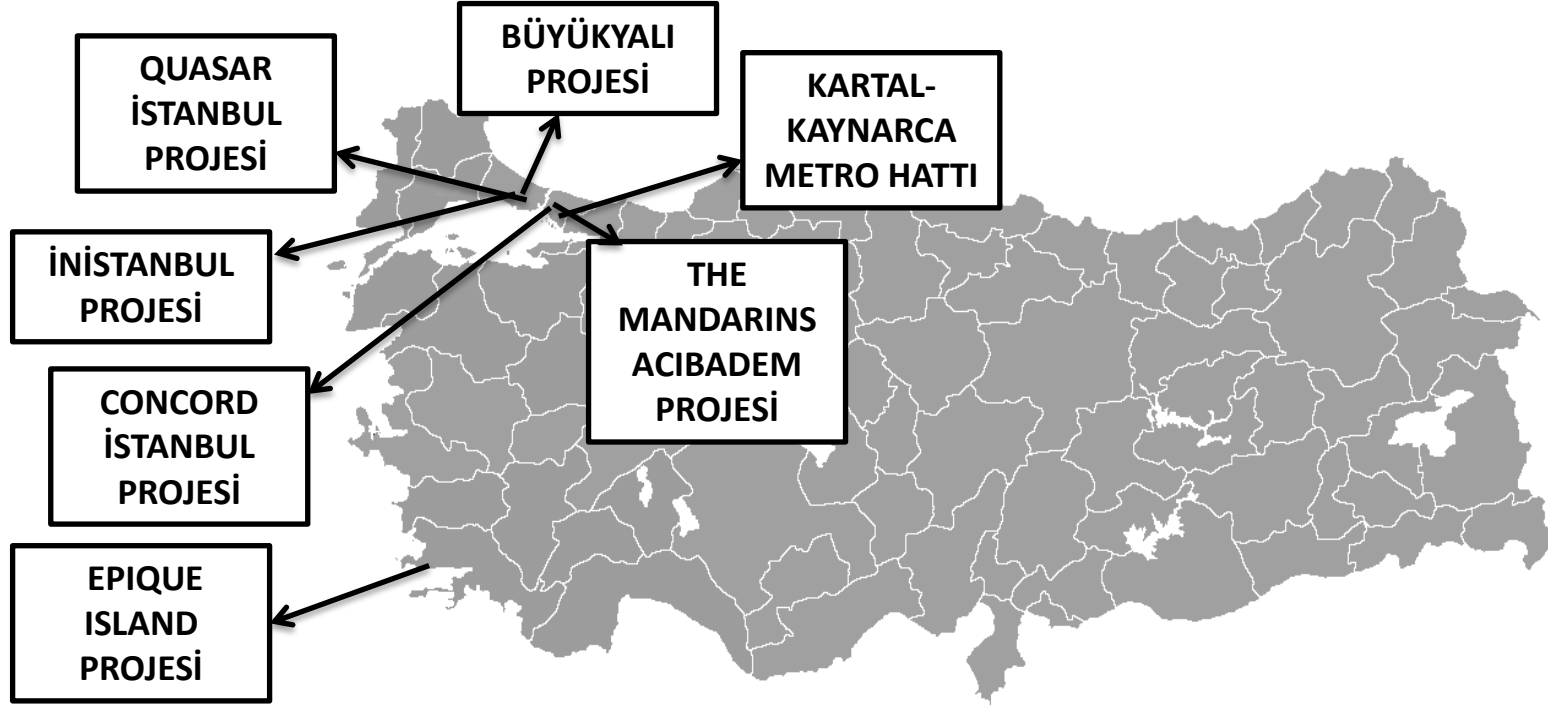 BÜYÜKYALI
PROJESİ
QUASAR
İSTANBUL
PROJESİ
KARTAL-
KAYNARCA
METRO HATTI
İNİSTANBUL
PROJESİ
THE
MANDARINS
ACIBADEM
PROJESİ
CONCORD
İSTANBUL
PROJESİ
EPIQUE
ISLAND
PROJESİ